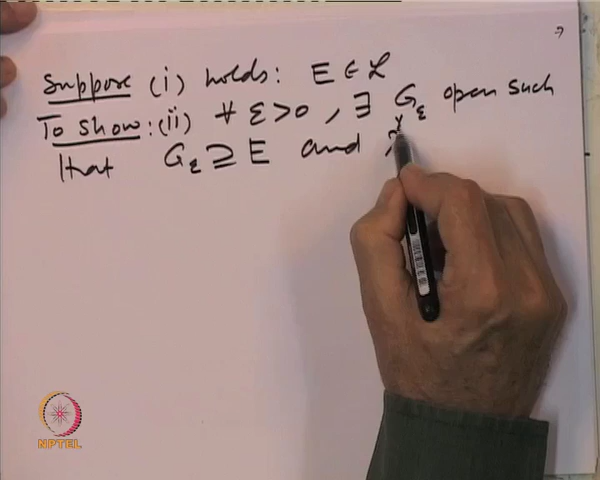 Suppose (i) holds: E ∈ L
To show: (ii) ∀ ε>0, ∃ G_ε open such
that G_ε ⊇ E and
NPTEL